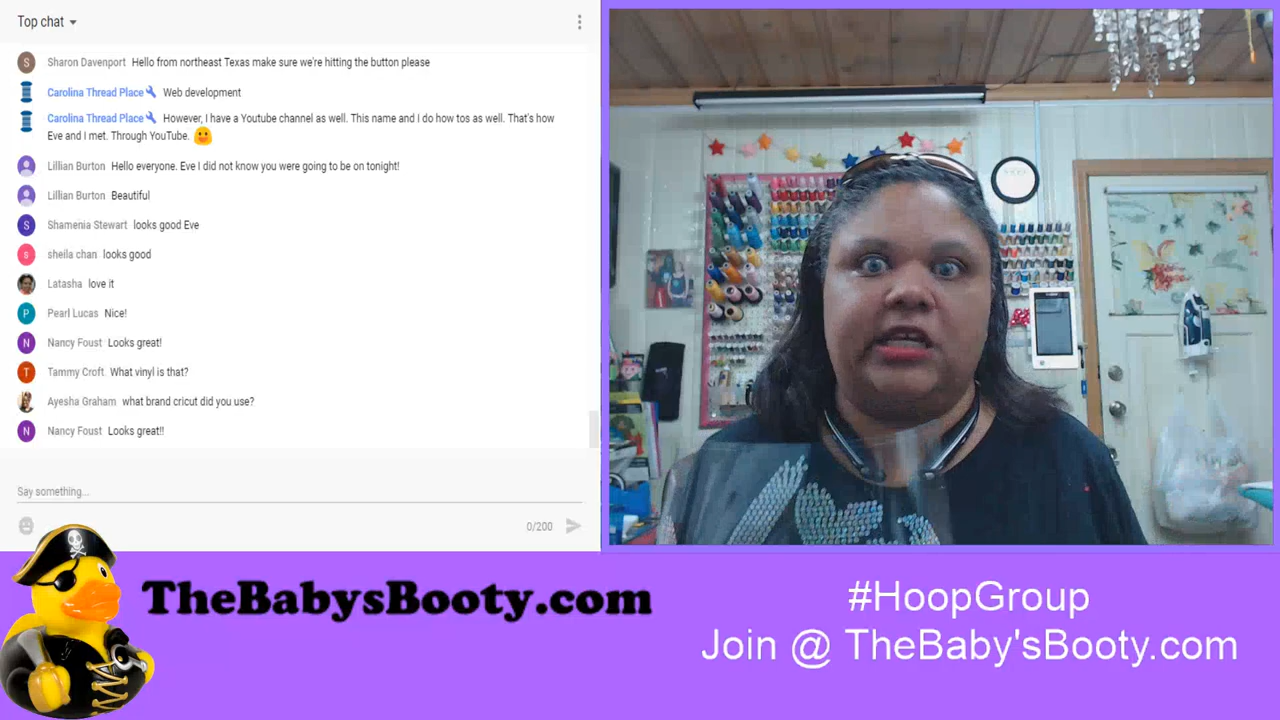 Top chat
S Sharon Davenport Hello from northeast Texas make sure we're hitting the button please
Carolina Thread Place Web development
Carolina Thread Place However, I have a Youtube channel as well. This name and I do how tos as well. That's how
Eve and I met. Through YouTube.
Lillian Burton Hello everyone. Eve I did not know you were going to be on tonight!
Lillian Burton Beautiful
S Shamenia Stewart looks good Eve
s sheila chan looks good
Latasha love it
P Pearl Lucas Nice!
N Nancy Foust Looks great!
T Tammy Croft What vinyl is that?
Ayesha Graham what brand cricut did you use?
N Nancy Foust Looks great!!
Say something...
0/200
TheBabysBooty.com
#HoopGroup
Join @ TheBaby'sBooty.com